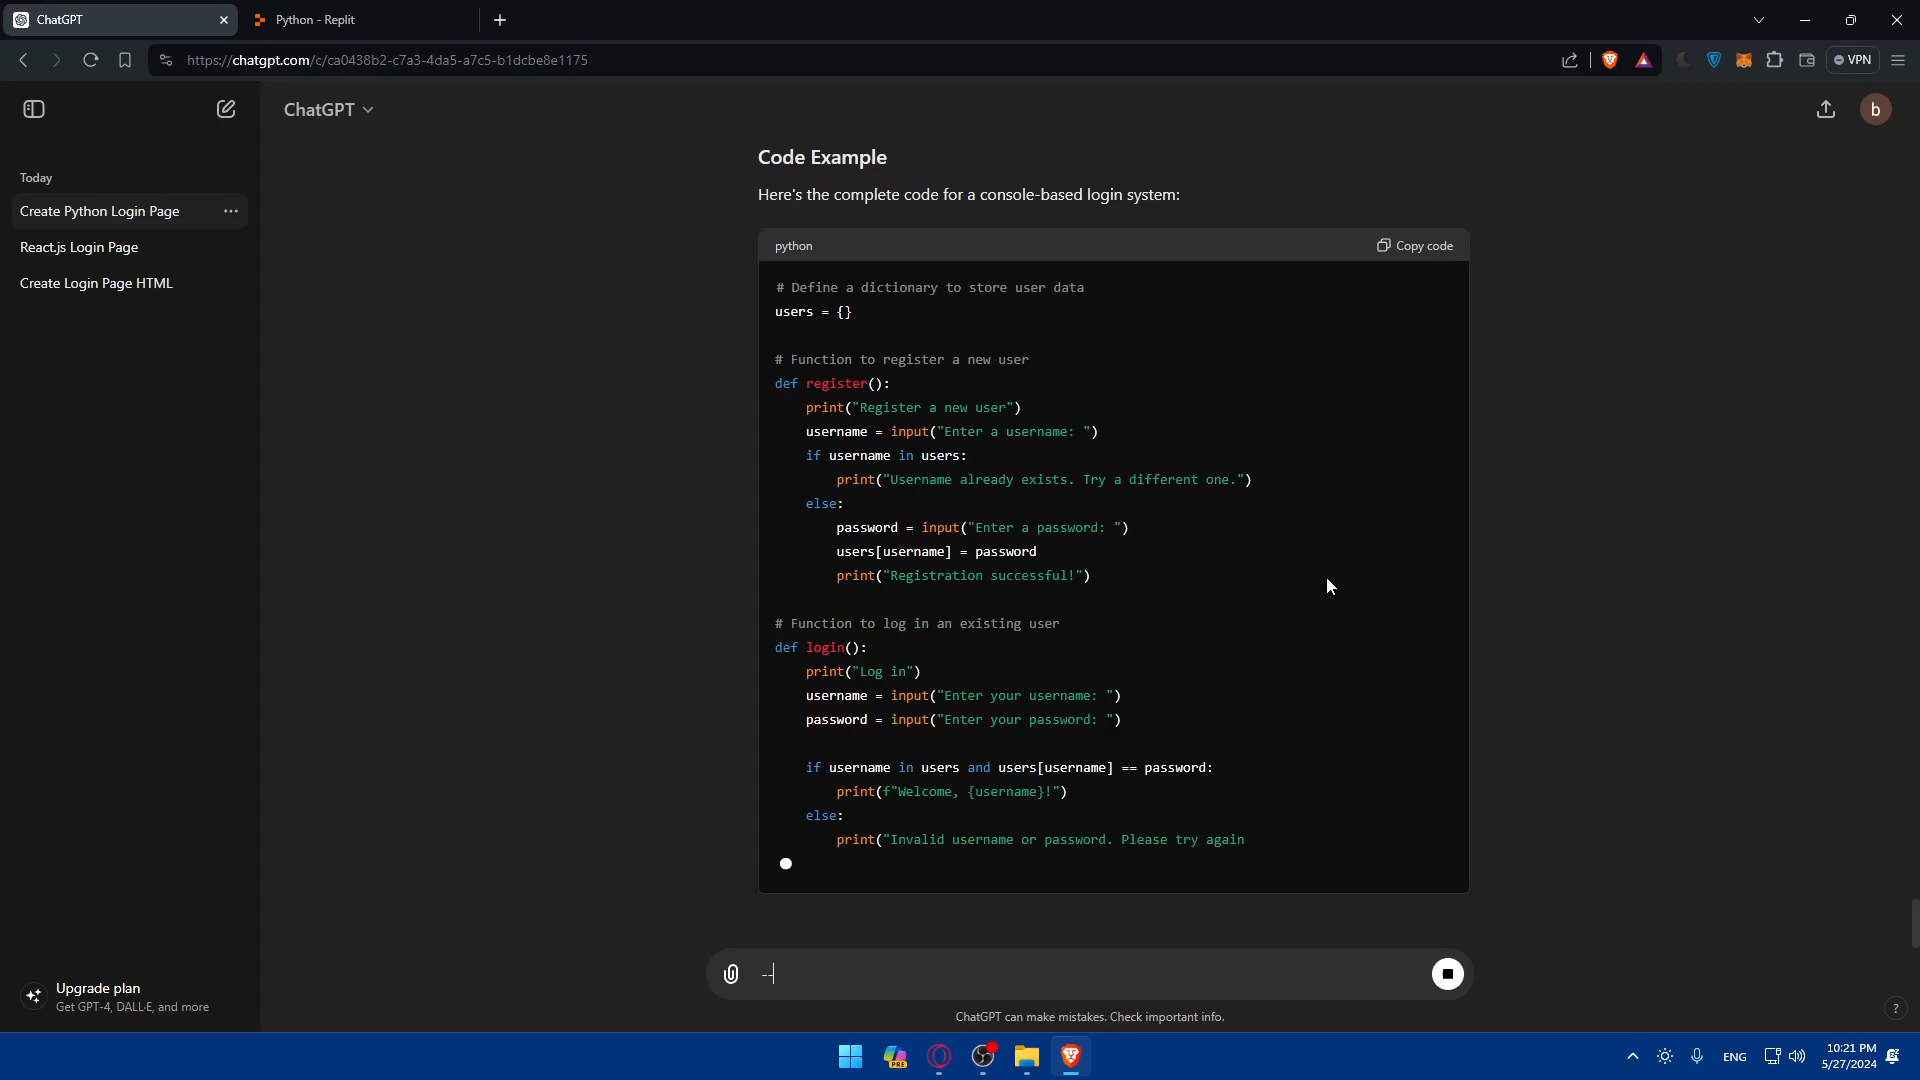 ChatGPT
Python - Replit
https://chatgpt.com/c/ca0438b2-c7a3-4da5-a7c5-b1dcbe8e1175
VPN
ChatGPT
b
Today
Create Python Login Page
React.js Login Page
Create Login Page HTML
Code Example
Here's the complete code for a console-based login system:
python
Copy code
# Define a dictionary to store user data
users = {}
# Function to register a new user
def register():
print("Register a new user")
username = input("Enter a username: ")
if username in users:
print("Username already exists. Try a different one.")
else:
password = input("Enter a password: ")
users[username] = password
print("Registration successful!")
# Function to log in an existing user
def login():
print("Log in")
username = input("Enter your username: ")
password = input("Enter your password: ")
if username in users and users[username] == password:
print(f"Welcome, {username}!")
else:
print("Invalid username or password. Please try again
--
Upgrade plan
Get GPT-4, DALL·E, and more
ChatGPT can make mistakes. Check important info.
?
PRE
ENG
10:21 PM
5/27/2024